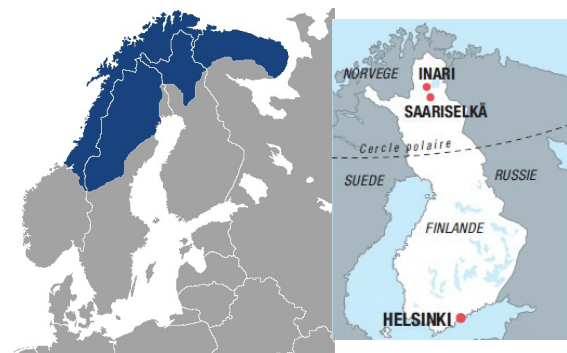 NORVEGE
INARI
SAARISELKÄ
Cercle polaire
SUEDE
RUSSIE
FINLANDE
HELSINKI